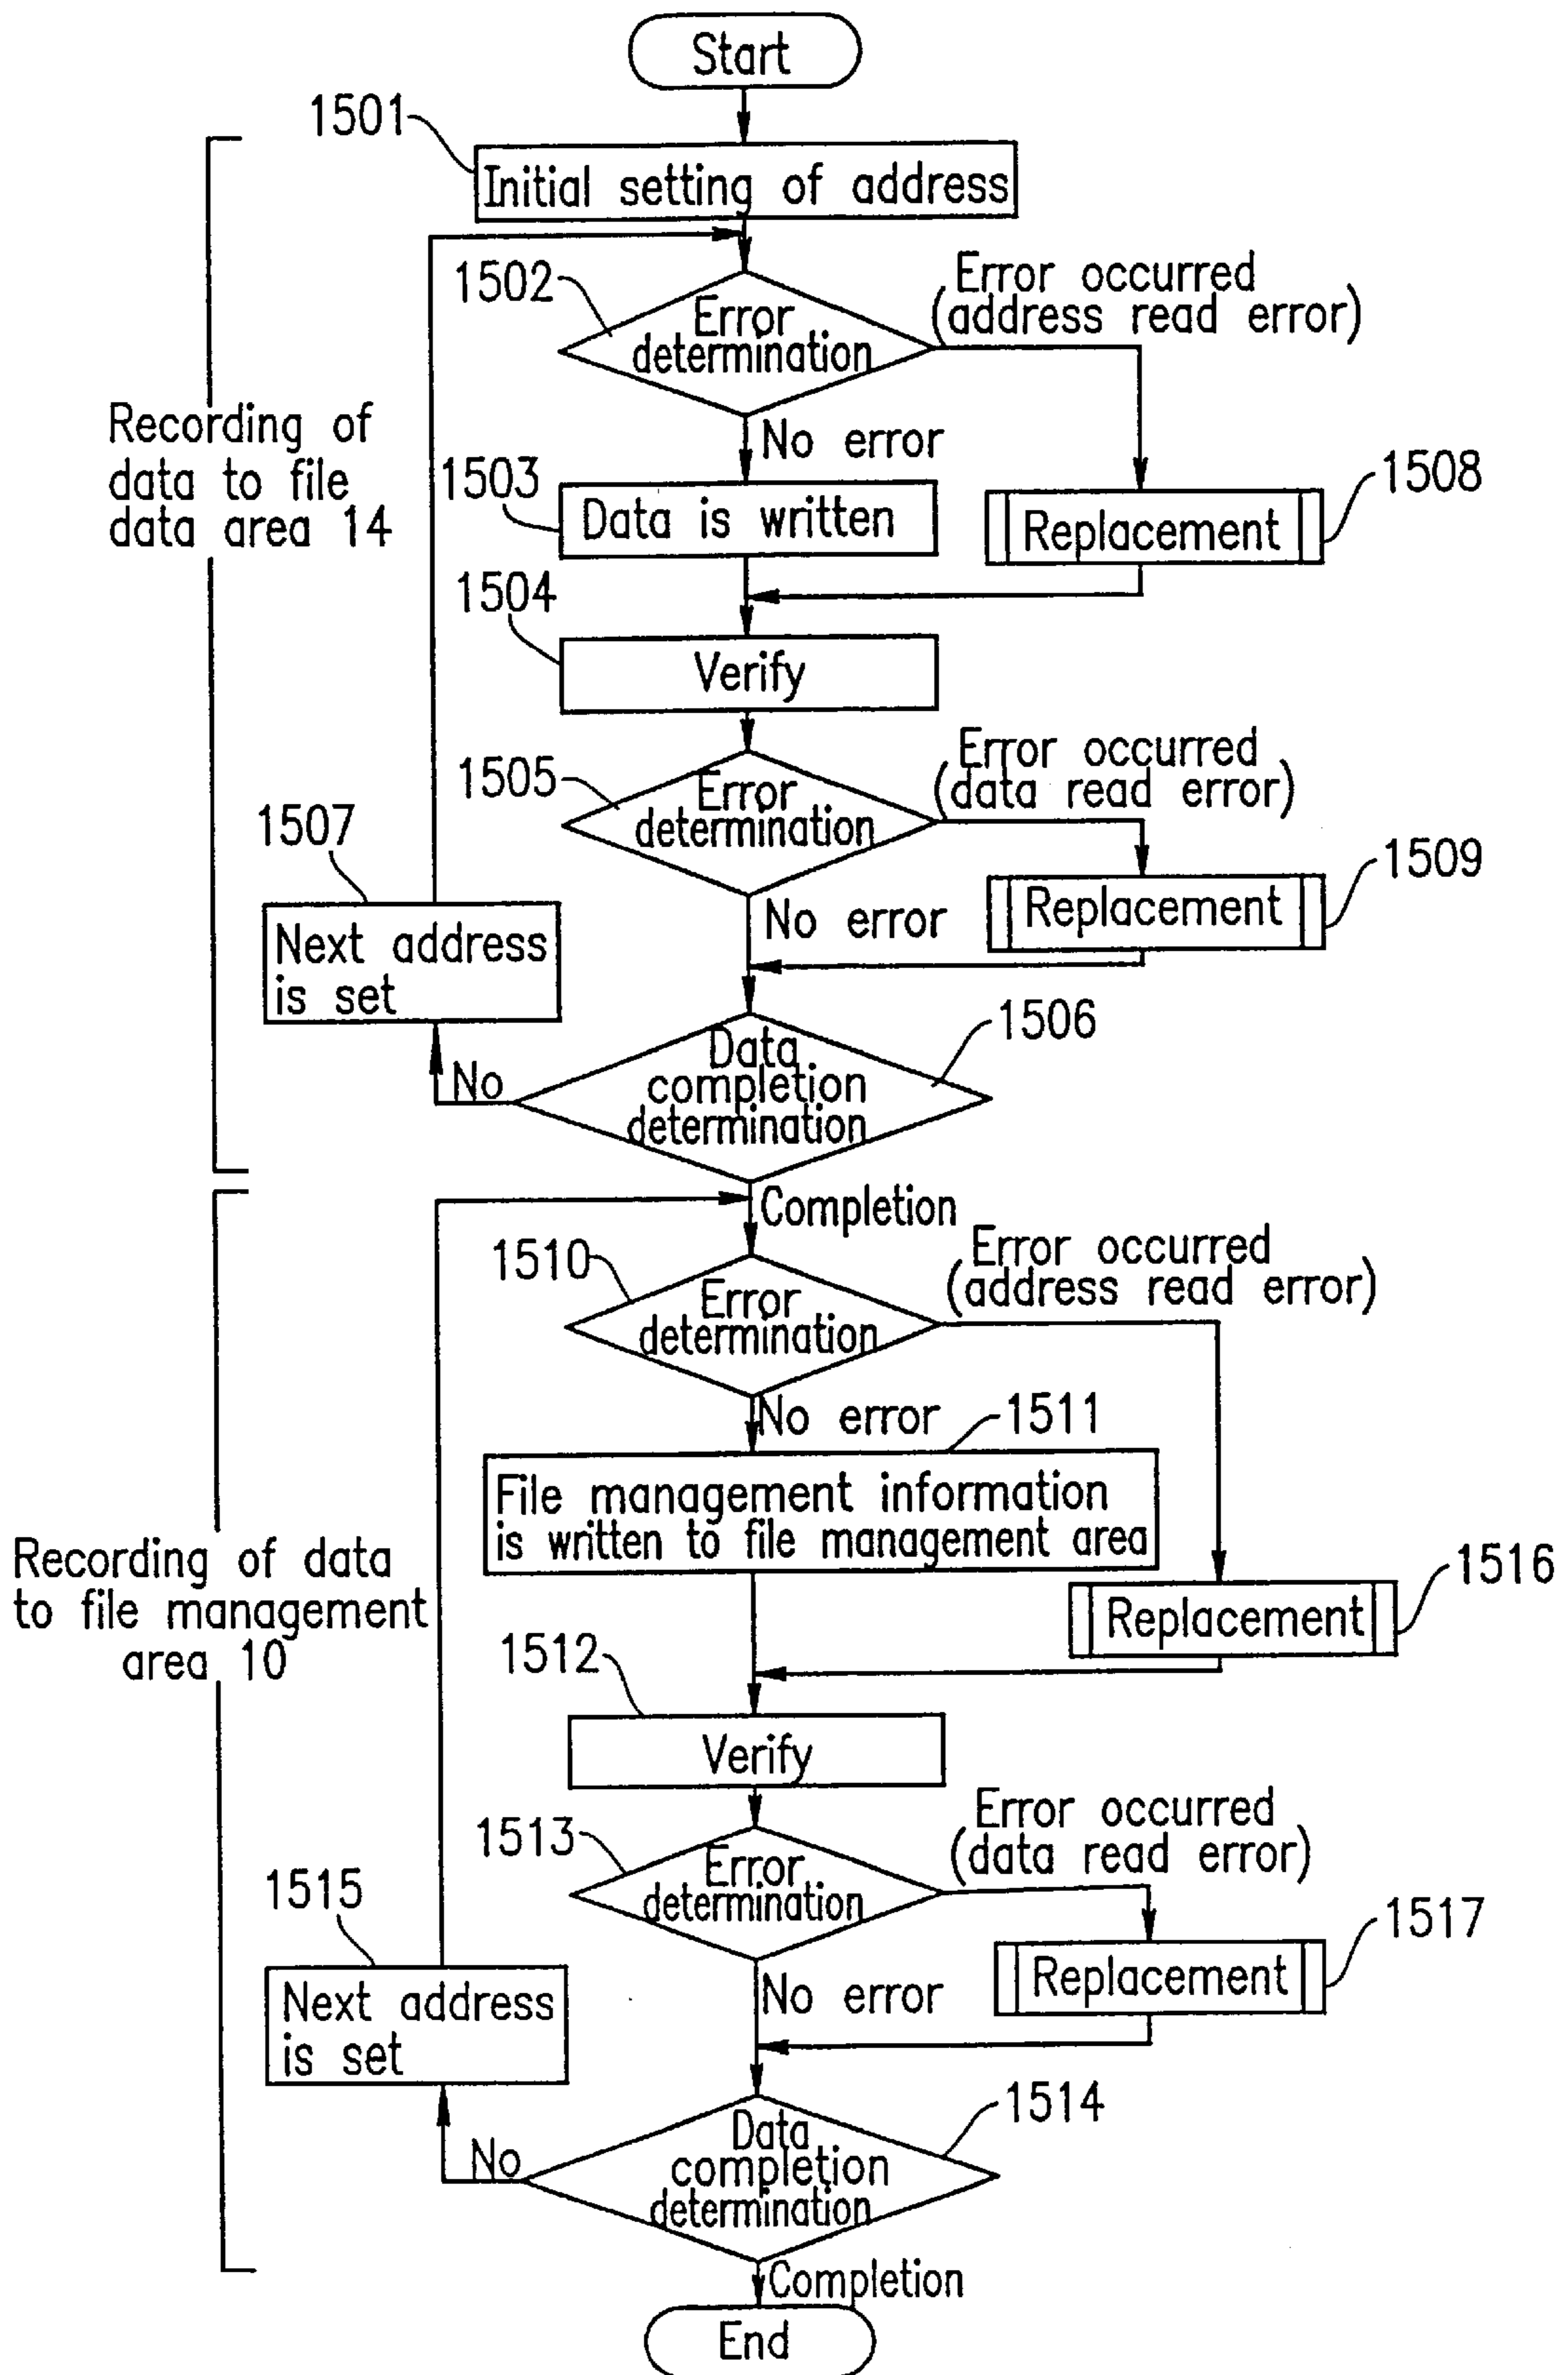 Start
1501
Initial setting of address
1502
Error occurred
(address read error)
Error
determination
No error
Recording of
data to file
data area 14
1503
Data is written
1508
Replacement
1504
Verify
Error occurred
(data read error)
1505
Error
determination
1507
1509
Replacement
No error
Next address
is set
1506
Data
completion
determination
No
Completion
1510
Error occurred
(address read error)
Error
determination
No error
1511
File management information
is written to file management area
Recording of data
to file management
area 10
1516
Replacement
1512
Verify
Error occurred
(data read error)
1513
Error
determination
1515
1517
Replacement
No error
Next address
is set
1514
Data
completion
determination
No
Completion
End